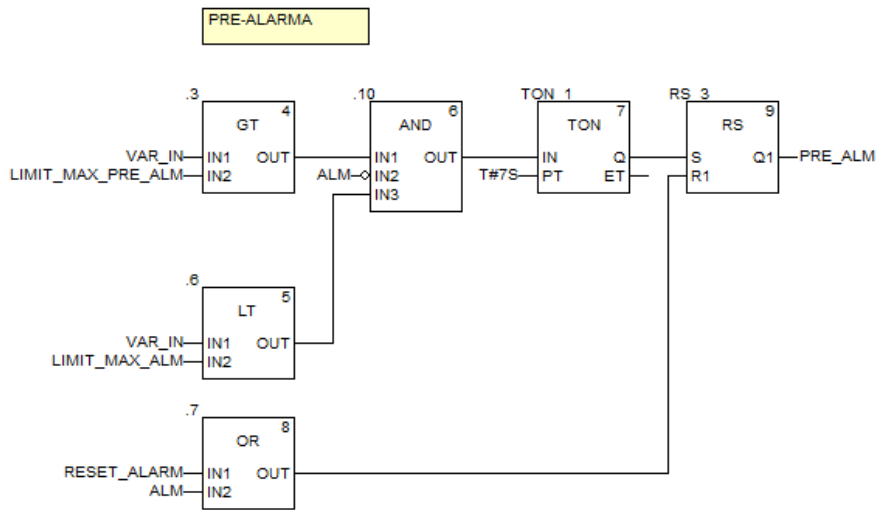 PRE-ALARMA
.3 .10 TON_1 RS_3
4 6 7 9
GT AND TON RS
VAR_IN IN1 OUT IN1 OUT IN Q S Q1 PRE_ALM
LIMIT_MAX_PRE_ALM IN2 ALM IN2 T#7S PT ET R1
IN3
.6
5
LT
VAR_IN IN1 OUT
LIMIT_MAX_ALM IN2
.7
8
OR
RESET_ALARM IN1 OUT
ALM IN2